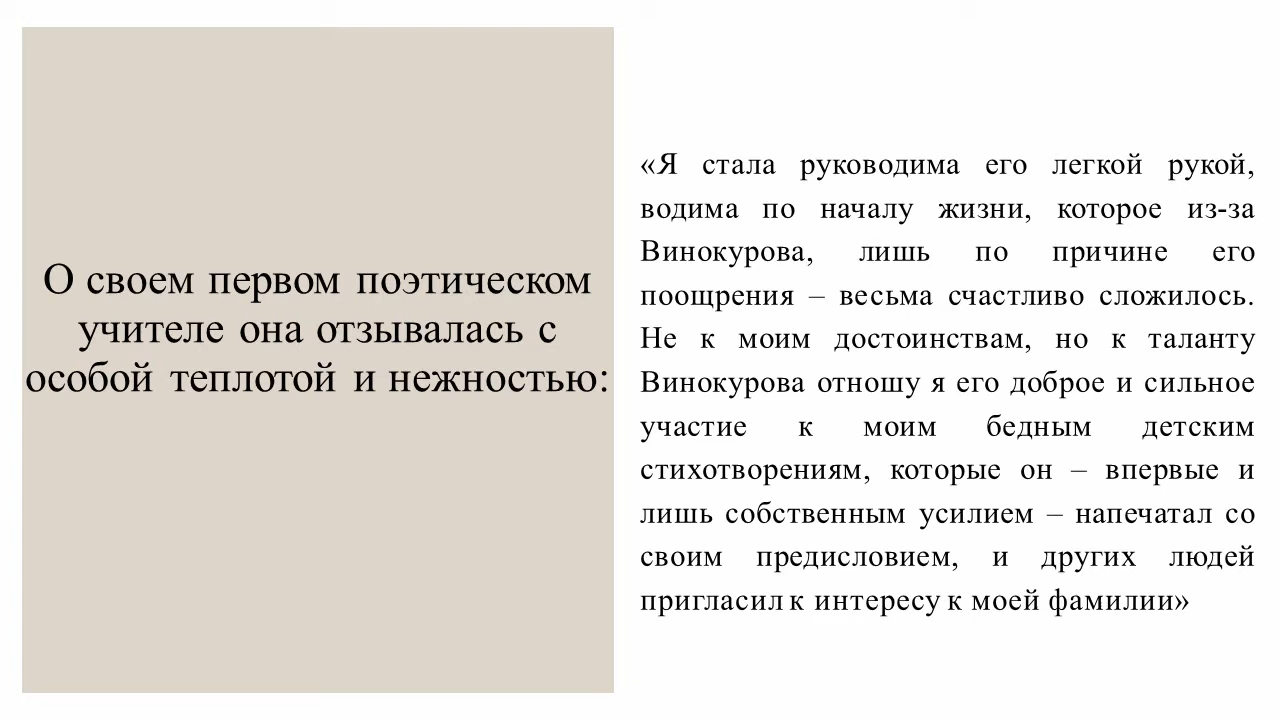 О своем первом поэтическом
учителе она отзывалась с
особой теплотой и нежностью:
«Я стала руководима его легкой рукой,
водима по началу жизни, которое из-за
Винокурова, лишь по причине его
поощрения – весьма счастливо сложилось.
Не к моим достоинствам, но к таланту
Винокурова отношу я его доброе и сильное
участие к моим бедным детским
стихотворениям, которые он – впервые и
лишь собственным усилием – напечатал со
своим предисловием, и других людей
пригласил к интересу к моей фамилии»